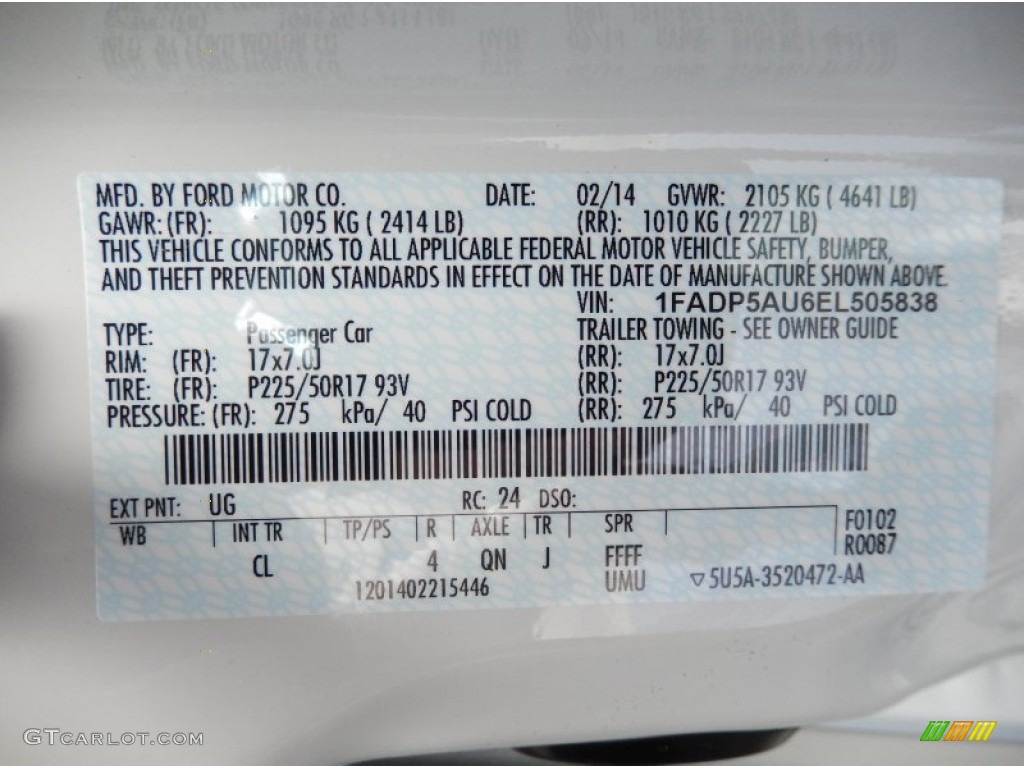 MFD. BY FORD MOTOR CO. DATE: 02/14 GVWR: 2105 KG ( 4641 LB)
GAWR: (FR): 1095 KG ( 2414 LB) (RR): 1010 KG ( 2227 LB)
THIS VEHICLE CONFORMS TO ALL APPLICABLE FEDERAL MOTOR VEHICLE SAFETY, BUMPER,
AND THEFT PREVENTION STANDARDS IN EFFECT ON THE DATE OF MANUFACTURE SHOWN ABOVE.
VIN: 1FADP5AU6EL505838
TYPE: Passenger Car TRAILER TOWING - SEE OWNER GUIDE
RIM: (FR): 17x7.0J (RR): 17x7.0J
TIRE: (FR): P225/50R17 93V (RR): P225/50R17 93V
PRESSURE: (FR): 275 kPa/ 40 PSI COLD (RR): 275 kPa/ 40 PSI COLD
EXT PNT: UG RC: 24 DSO:
WB INT TR TP/PS R AXLE TR SPR F0102
R0087
CL 4 QN J FFFF
1201402215446 UMU ▽5U5A-3520472-AA
GTCARLOT.COM